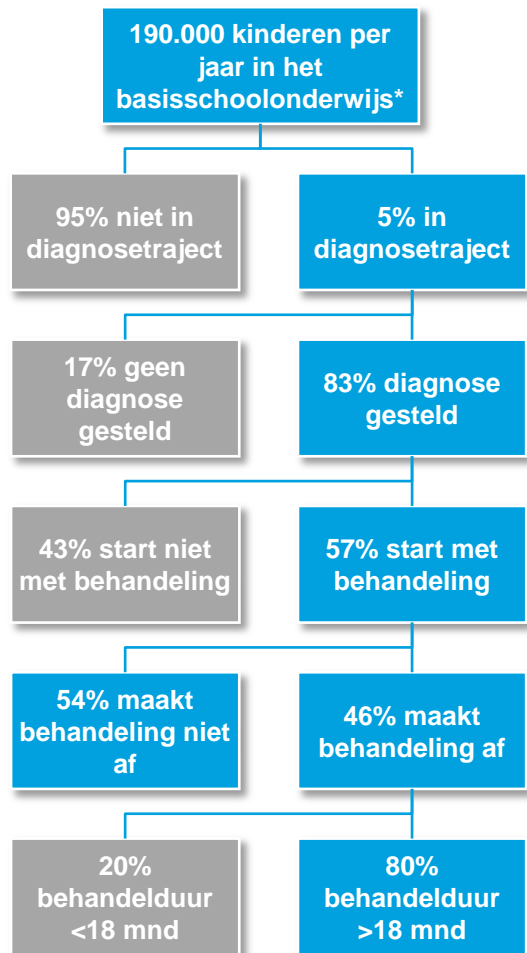 190.000 kinderen per
jaar in het
basisschoolonderwijs*
95% niet in
diagnosetraject
5% in
diagnosetraject
17% geen
diagnose
gesteld
83% diagnose
gesteld
43% start niet
met behandeling
57% start met
behandeling
54% maakt
behandeling niet
af
46% maakt
behandeling af
20%
behandelduur
<18 mnd
80%
behandelduur
>18 mnd